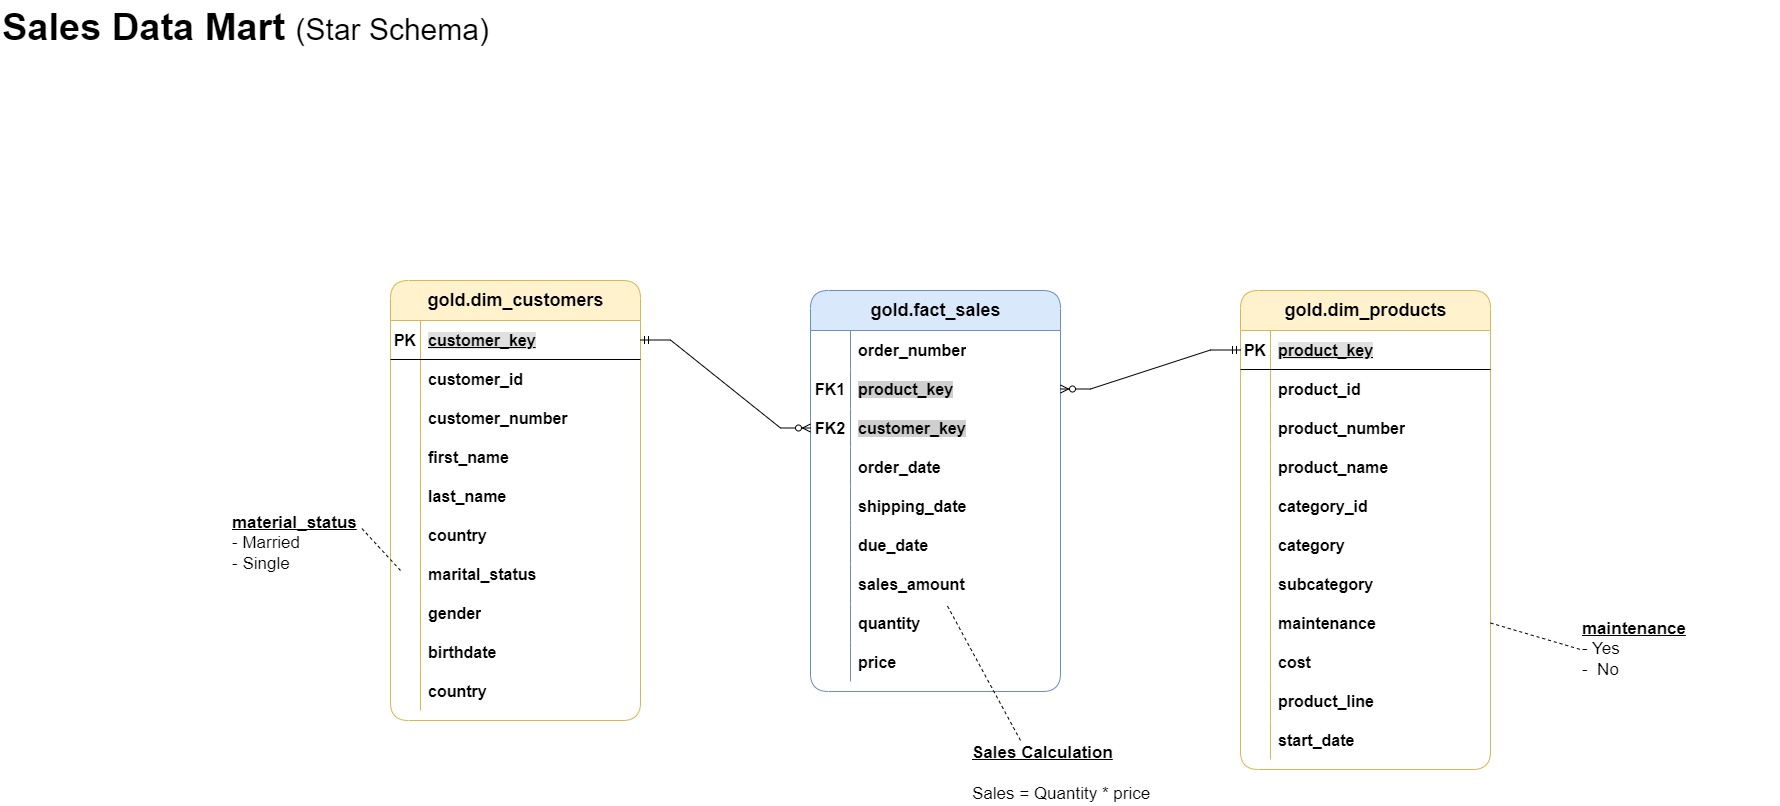 Sales Data Mart (Star Schema)
gold.dim_customers
PK customer_key
customer_id
customer_number
first_name
last_name
country
marital_status
gender
birthdate
country
material_status
- Married
- Single
gold.fact_sales
order_number
FK1 product_key
FK2 customer_key
order_date
shipping_date
due_date
sales_amount
quantity
price
Sales Calculation
Sales = Quantity * price
gold.dim_products
PK product_key
product_id
product_number
product_name
category_id
category
subcategory
maintenance
cost
product_line
start_date
maintenance
- Yes
- No